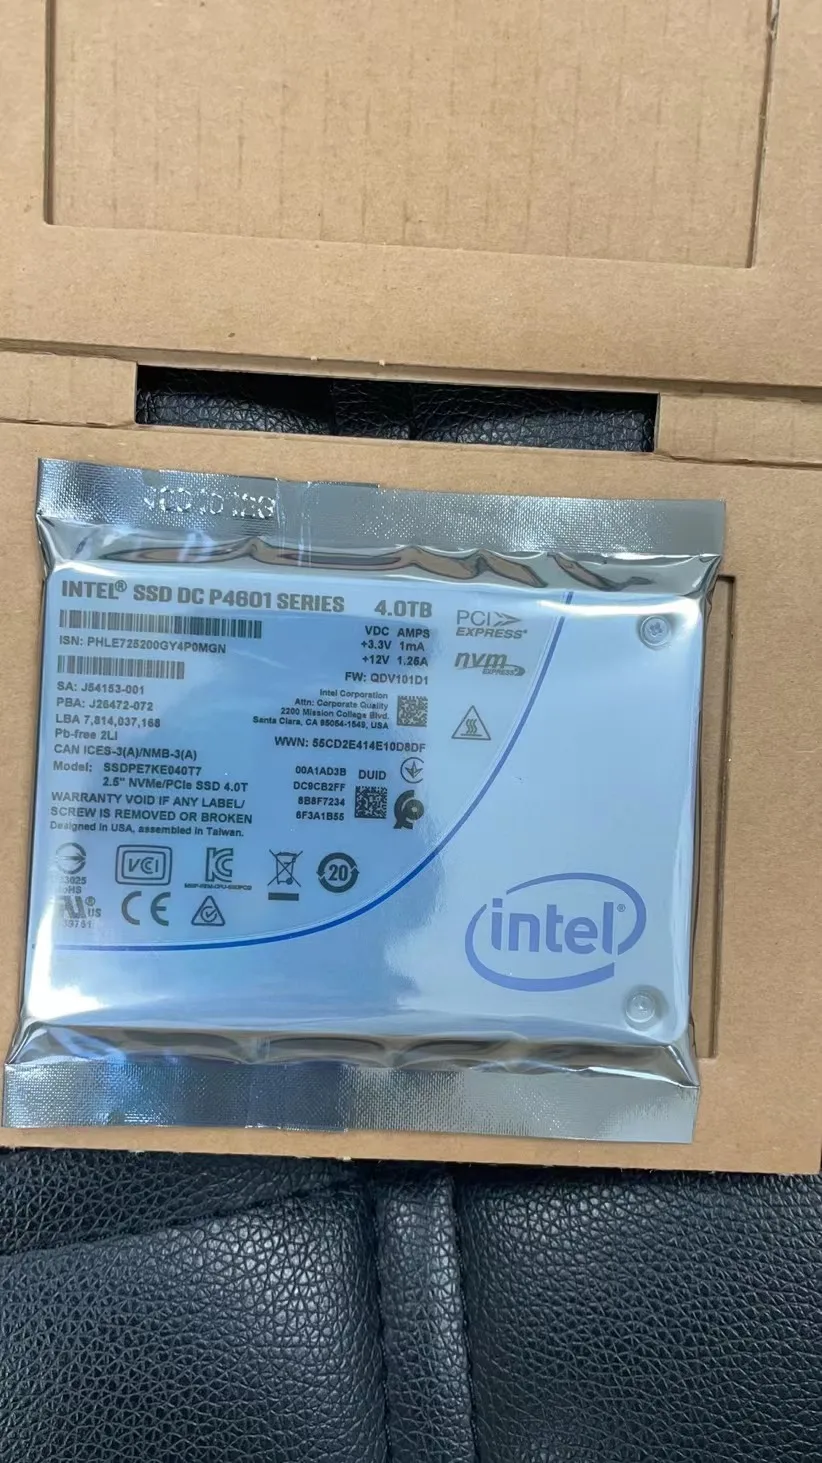 INTEL® SSD DC P4601 SERIES 4.0TB
ISN: PHLE725200GY4P0MGN
SA: J54153-001
PBA: J26472-072
LBA 7,814,037,168
Pb-free 2LI
CAN ICES-3(A)/NMB-3(A)
Model: SSDPE7KE040T7
2.5" NVMe/PCIe SSD 4.0T
WARRANTY VOID IF ANY LABEL/
SCREW IS REMOVED OR BROKEN
Designed in USA, assembled in Taiwan.
VDC AMPS
+3.3V 1mA
+12V 1.25A
FW: QDV101D1
Intel Corporation
Attn: Corporate Quality
2200 Mission College Blvd.
Santa Clara, CA 95054-1549, USA
WWN: 55CD2E414E10D8DF
00A1AD3B DUID
DC9CB2FF
8B8F7234
6F3A1B55
PCI
EXPRESS®
nvm
EXPRESS
VCI
20
RoHS
US
CE
intel®